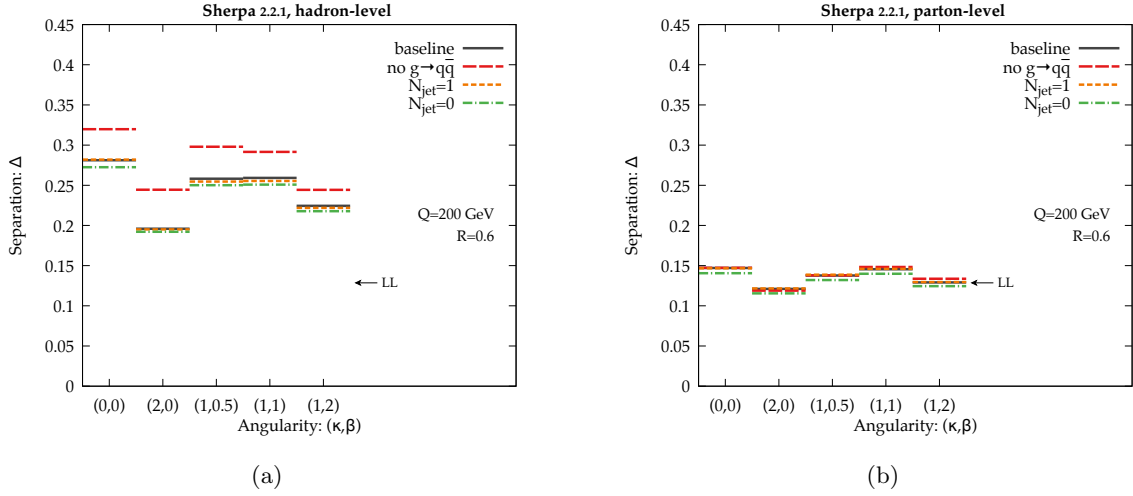 Sherpa 2.2.1, hadron-level
Separation: Δ
0.45
0.4
0.35
0.3
0.25
0.2
0.15
0.1
0.05
0
baseline
no g→qq̅
N_jet=1
N_jet=0
Q=200 GeV
R=0.6
LL
(0,0) (2,0) (1,0.5) (1,1) (1,2)
Angularity: (κ,β)
(a)
Sherpa 2.2.1, parton-level
Separation: Δ
0.45
0.4
0.35
0.3
0.25
0.2
0.15
0.1
0.05
0
baseline
no g→qq̅
N_jet=1
N_jet=0
Q=200 GeV
R=0.6
LL
(0,0) (2,0) (1,0.5) (1,1) (1,2)
Angularity: (κ,β)
(b)